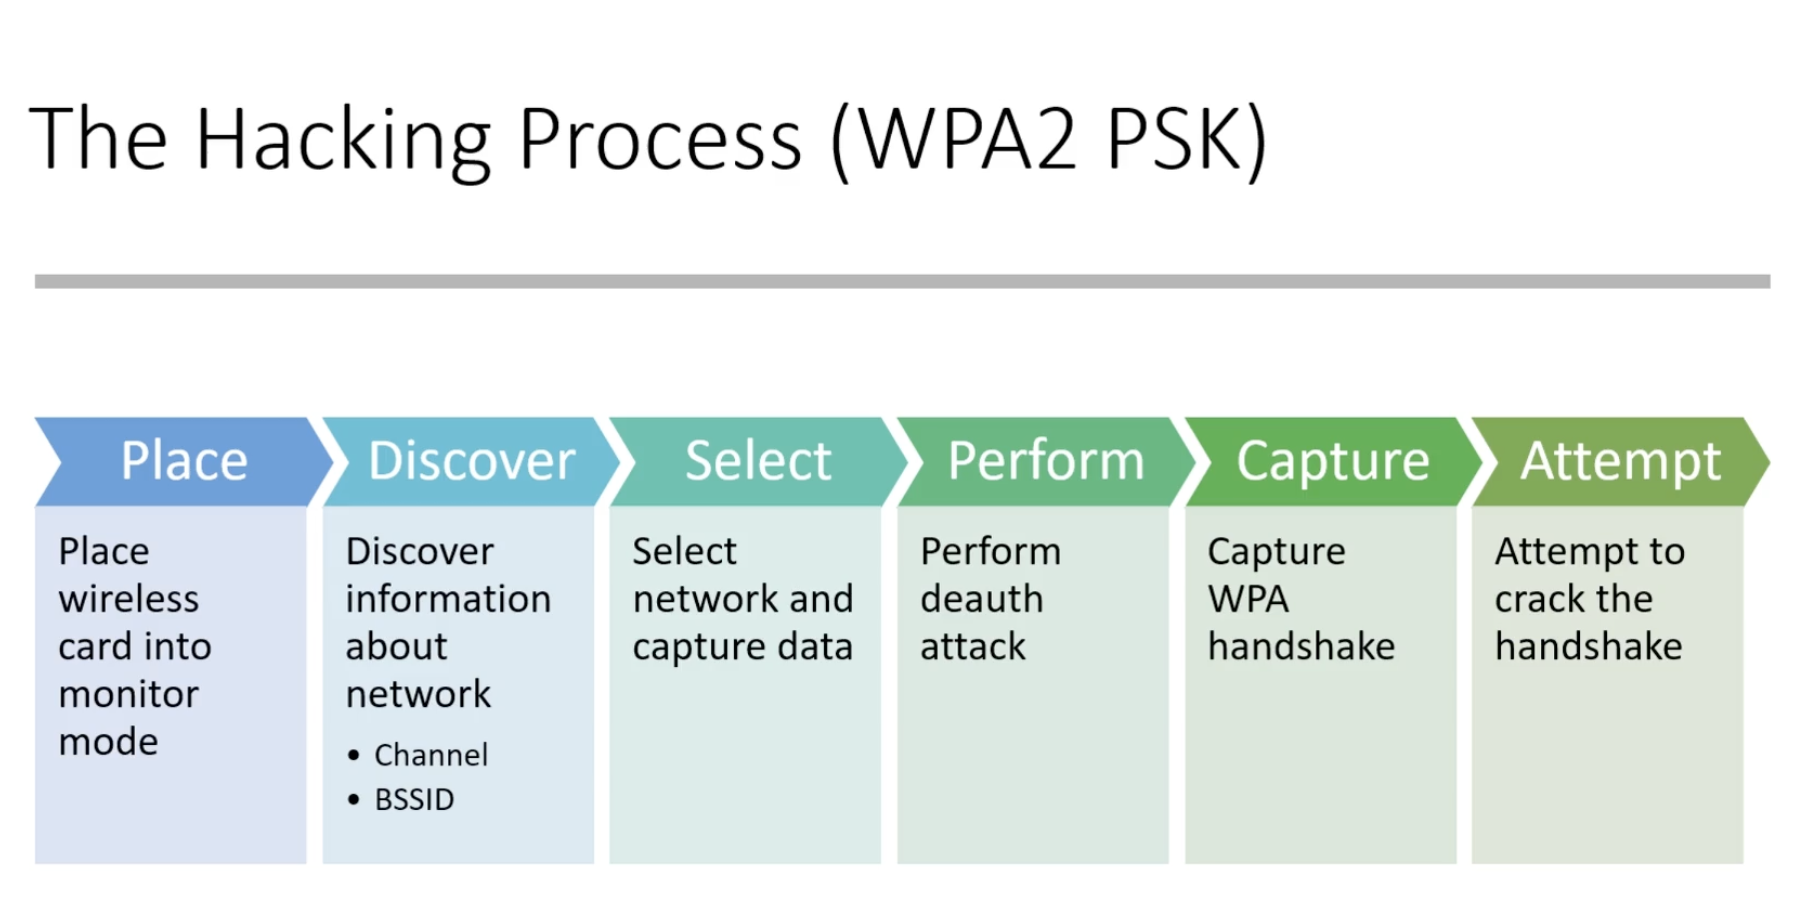 The Hacking Process (WPA2 PSK)
Place
Place
wireless
card into
monitor
mode
Discover
Discover
information
about
network
• Channel
• BSSID
Select
Select
network and
capture data
Perform
Perform
deauth
attack
Capture
Capture
WPA
handshake
Attempt
Attempt to
crack the
handshake